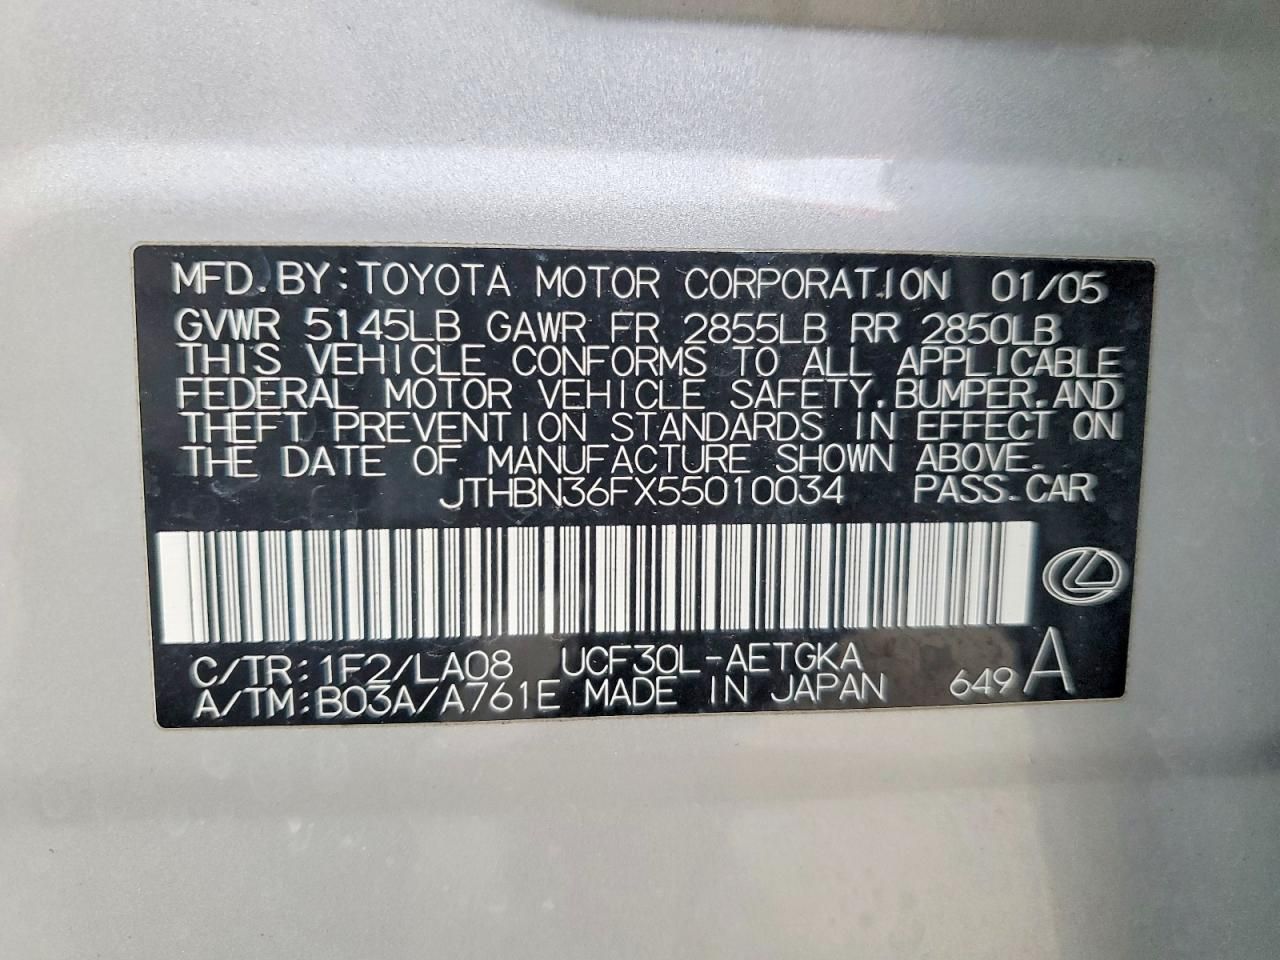 MFD.BY:TOYOTA MOTOR CORPORATION 01/05
GVWR 5145LB GAWR FR 2855LB RR 2850LB
THIS VEHICLE CONFORMS TO ALL APPLICABLE
FEDERAL MOTOR VEHICLE SAFETY,BUMPER,AND
THEFT PREVENTION STANDARDS IN EFFECT ON
THE DATE OF MANUFACTURE SHOWN ABOVE.
JTHBN36FX55010034 PASS.CAR
C/TR:1F2/LA08 UCF30L-AETGKA
A/TM:B03A/A761E MADE IN JAPAN 649 A